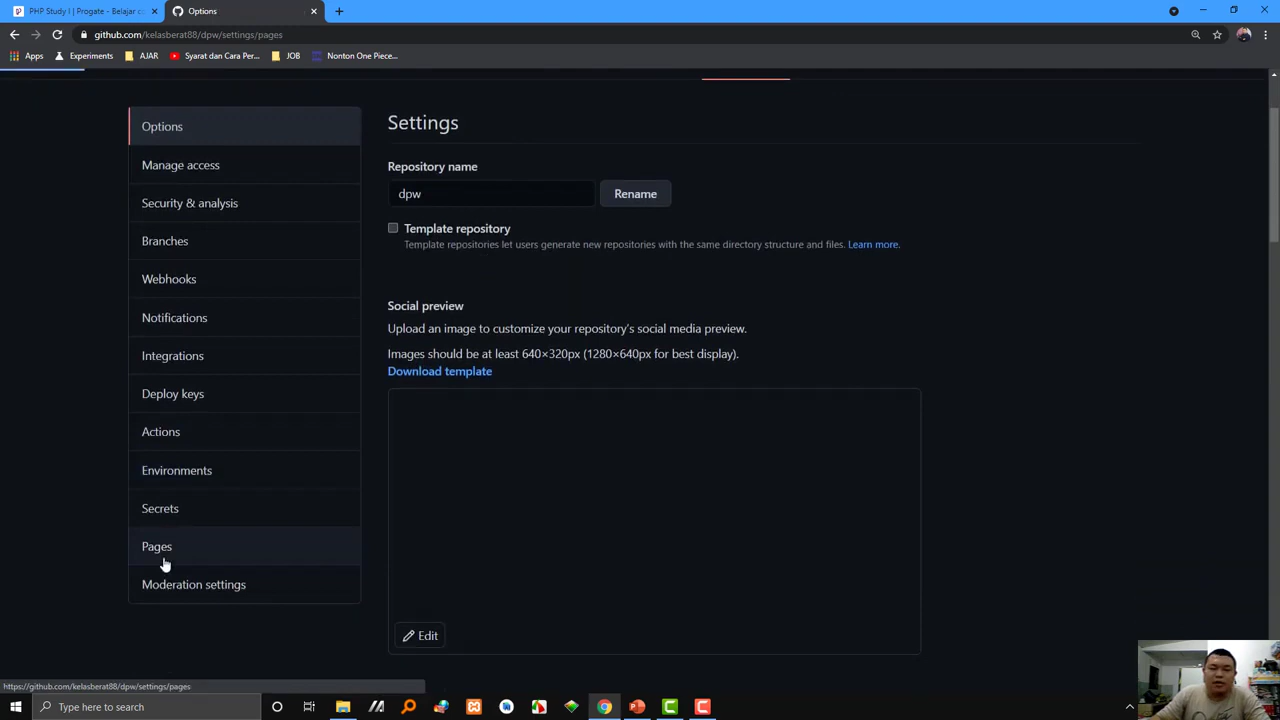 PHP Study I | Progate - Belajar c
Options
github.com/kelasberat88/dpw/settings/pages
Apps
Experiments
AJAR
Syarat dan Cara Per...
JOB
Nonton One Piece...
Options
Manage access
Security & analysis
Branches
Webhooks
Notifications
Integrations
Deploy keys
Actions
Environments
Secrets
Pages
Moderation settings
Settings
Repository name
dpw
Rename
Template repository
Template repositories let users generate new repositories with the same directory structure and files. Learn more.
Social preview
Upload an image to customize your repository's social media preview.
Images should be at least 640×320px (1280×640px for best display).
Download template
Edit
https://github.com/kelasberat88/dpw/settings/pages
Type here to search